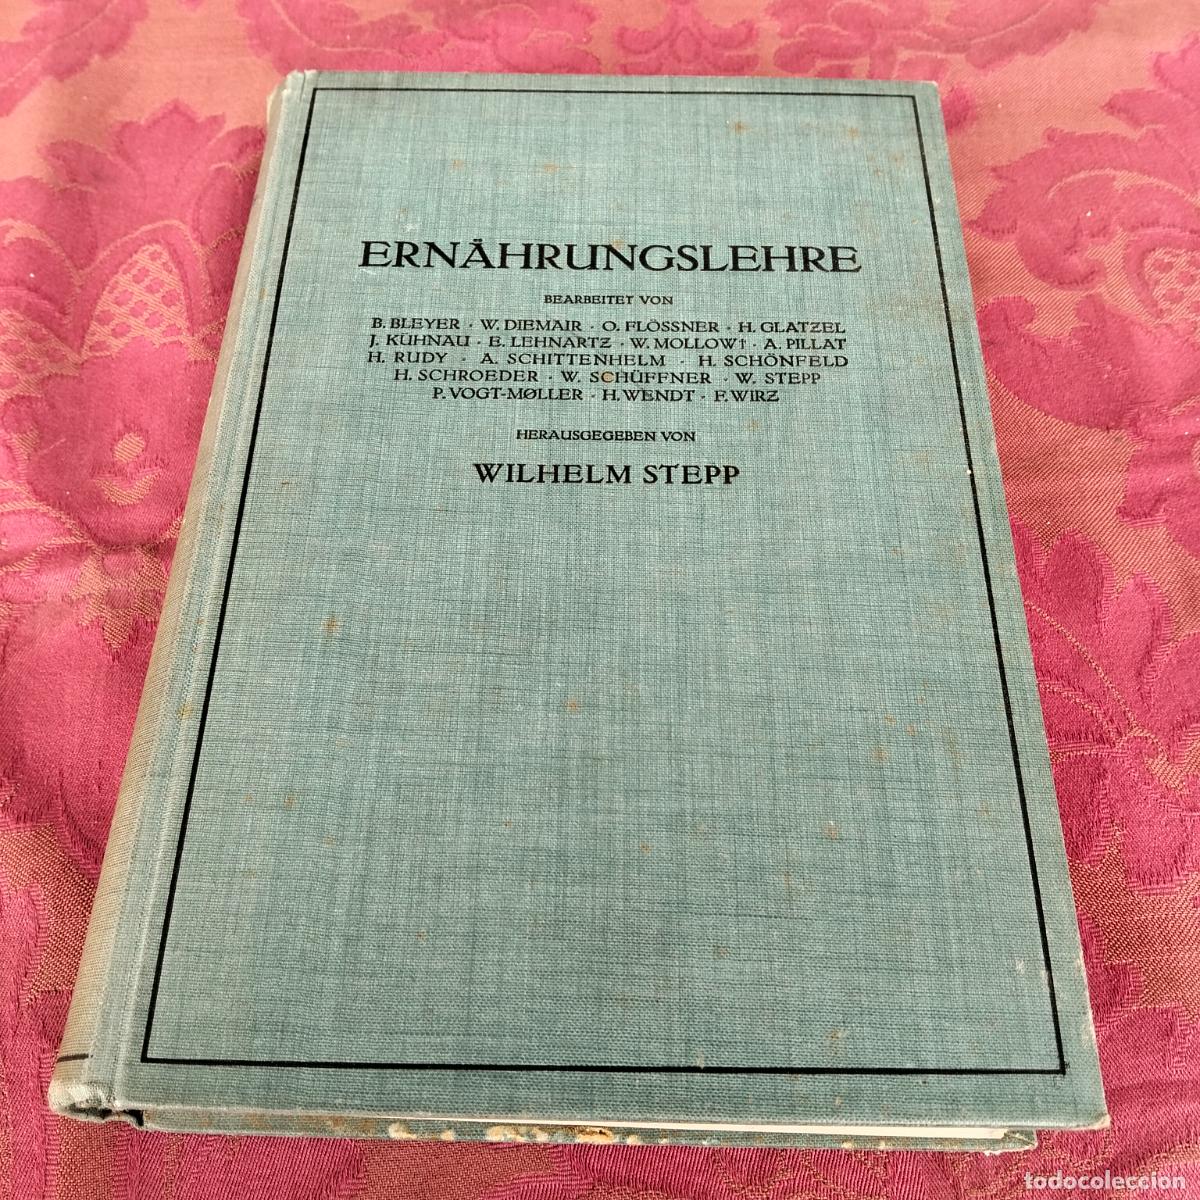 ERNÄHRUNGSLEHRE
BEARBEITET VON
B. BLEYER · W. DIEMAIR · O. FLÖSSNER · H. GLATZEL
J. KÜHNAU · E. LEHNARTZ · W. MOLLOW† · A. PILLAT
H. RUDY · A. SCHITTENHELM · H. SCHÖNFELD
H. SCHROEDER · W. SCHÜFFNER · W. STEPP
P. VOGT-MØLLER · H. WENDT · F. WIRZ
HERAUSGEGEBEN VON
WILHELM STEPP
todocoleccion